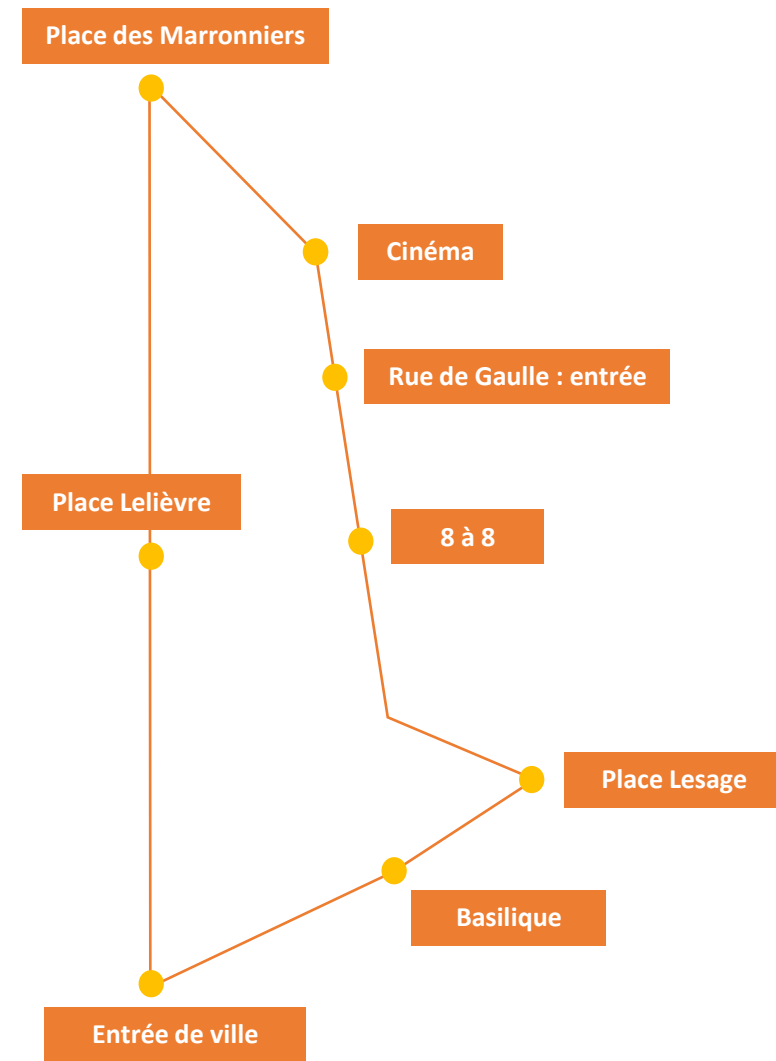 Place des Marronniers
Cinéma
Rue de Gaulle : entrée
Place Lelièvre
8 à 8
Place Lesage
Basilique
Entrée de ville